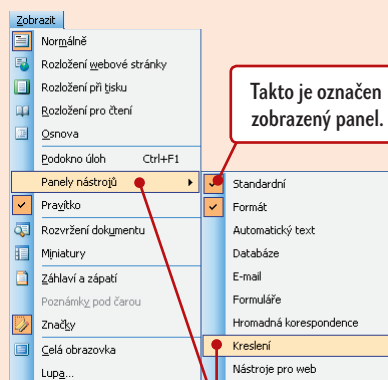 Zobrazit
Normálně
Rozložení webové stránky
Rozložení při tisku
Rozložení pro čtení
Osnova
Podokno úloh Ctrl+F1
Panely nástrojů
Pravítko
Rozvržení dokumentu
Miniatury
Záhlaví a zápatí
Poznámky pod čarou
Značky
Celá obrazovka
Lupa...
Takto je označen
zobrazený panel.
Standardní
Formát
Automatický text
Databáze
E-mail
Formuláře
Hromadná korespondence
Kreslení
Nástroje pro web